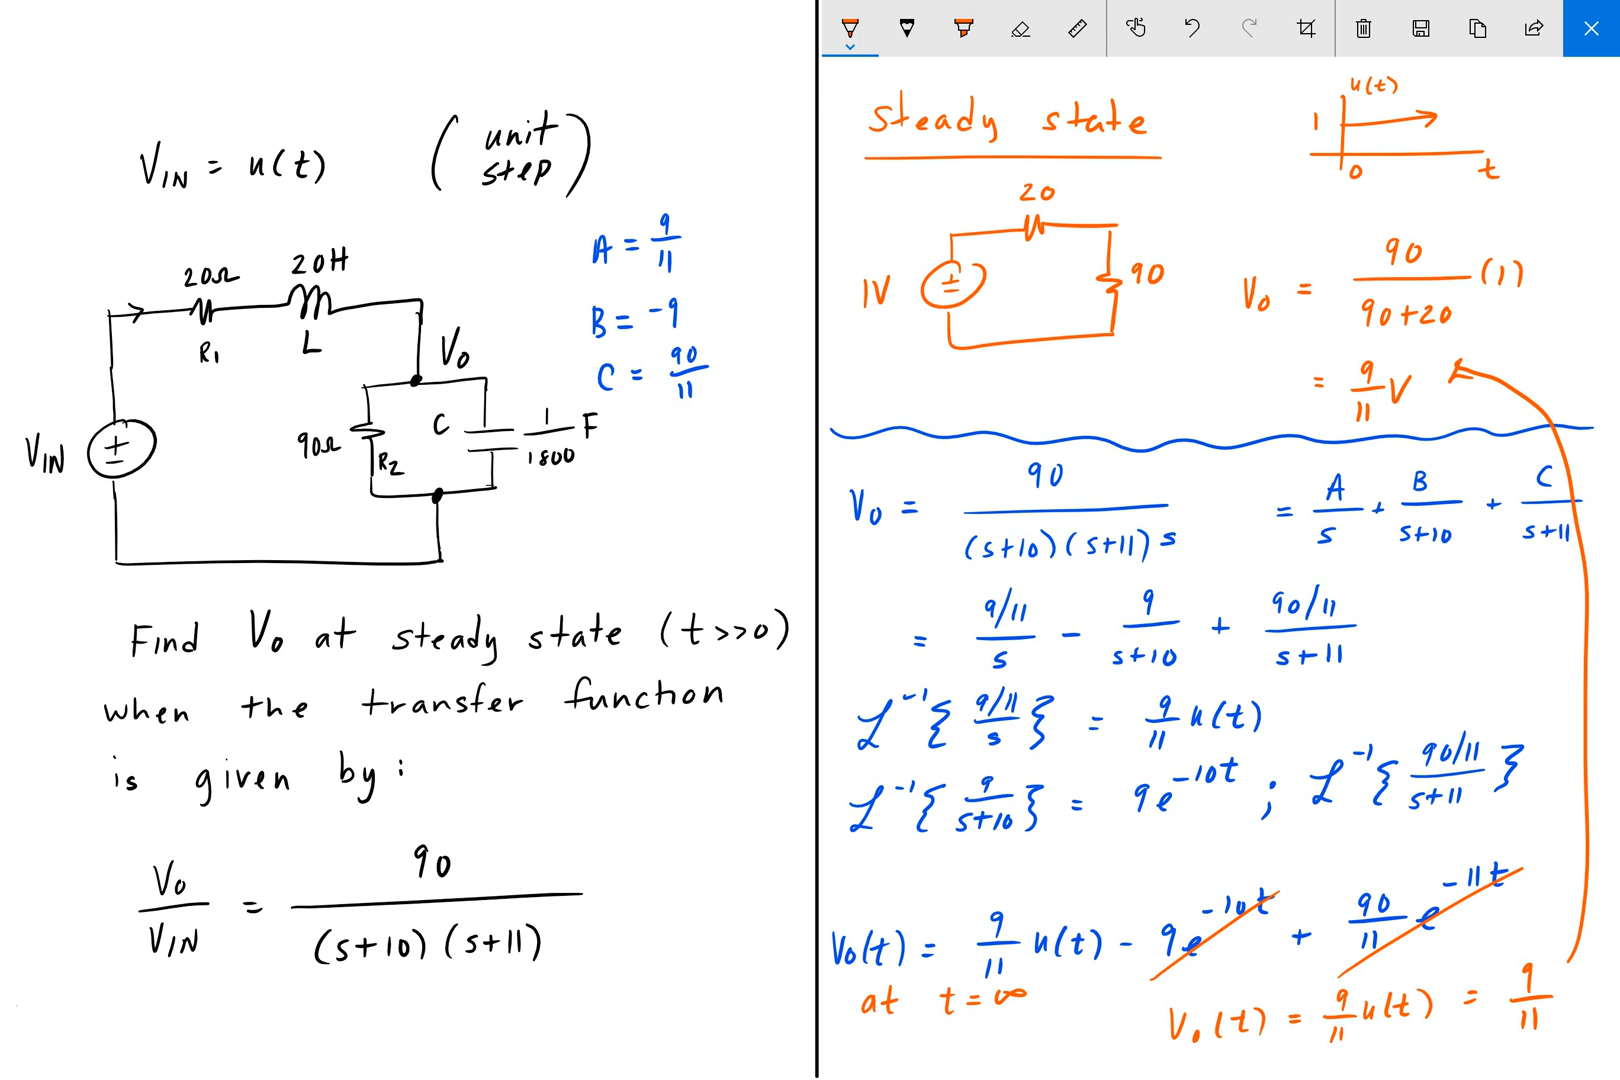 V_IN = u(t) (unit step)
20Ω 20H
R1 L
V_o
V_IN
90Ω R2 C 1/1800 F
A = 9/11
B = -9
C = 90/11
Find V_o at steady state (t>>0)
when the transfer function
is given by:
V_o/V_IN = 90/((s+10)(s+11))
steady state
u(t)
1
0 t
20
1V
90
V_o = 90/(90+20) (1)
= 9/11 V
V_o = 90/((s+10)(s+11)s) = A/s + B/(s+10) + C/(s+11)
= (9/11)/s - 9/(s+10) + (90/11)/(s+11)
ℒ⁻¹{(9/11)/s} = 9/11 u(t)
ℒ⁻¹{9/(s+10)} = 9e^(-10t) ; ℒ⁻¹{(90/11)/(s+11)}
V_o(t) = 9/11 u(t) - 9e^(-10t) + 90/11 e^(-11t)
at t = ∞
V_o(t) = 9/11 u(t) = 9/11